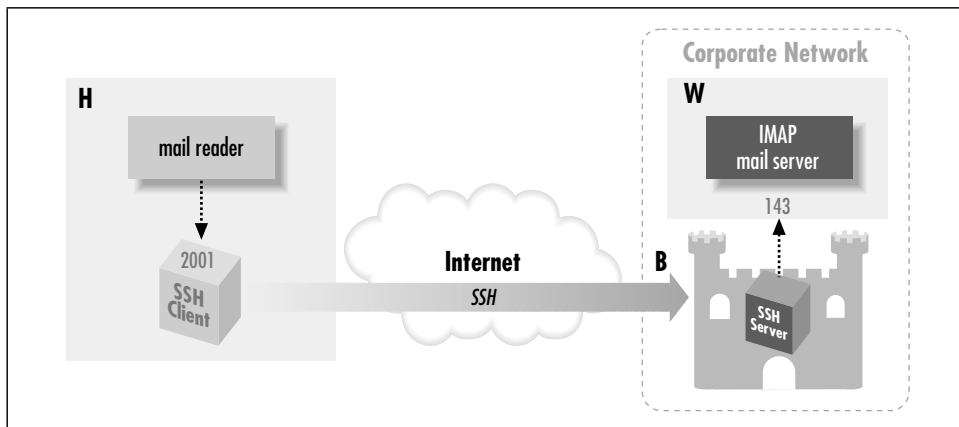 Corporate Network
H
mail reader
2001
SSH
Client
Internet
SSH
B
W
IMAP
mail server
143
SSH
Server